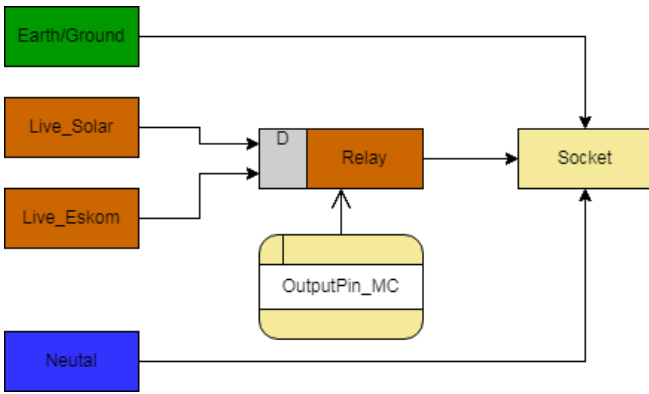 Earth/Ground
Live_Solar
D
Relay
Socket
Live_Eskom
OutputPin_MC
Neutal